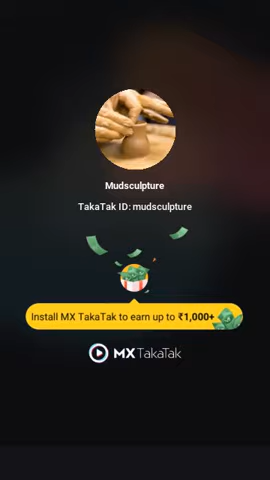 Mudsculpture
TakaTak ID: mudsculpture
Install MX TakaTak to earn up to ₹1,000+
MX TakaTak